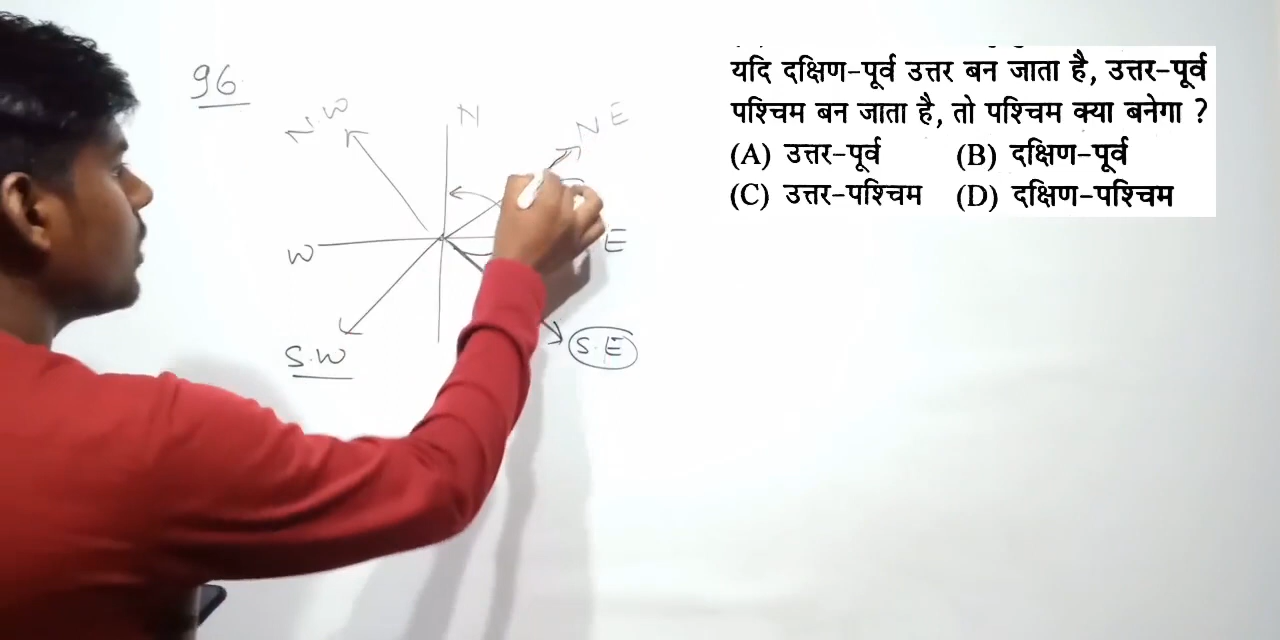 96
N.W
N
NE
W
E
S.W
S.E
यदि दक्षिण-पूर्व उत्तर बन जाता है, उत्तर-पूर्व
पश्चिम बन जाता है, तो पश्चिम क्या बनेगा ?
(A) उत्तर-पूर्व (B) दक्षिण-पूर्व
(C) उत्तर-पश्चिम (D) दक्षिण-पश्चिम